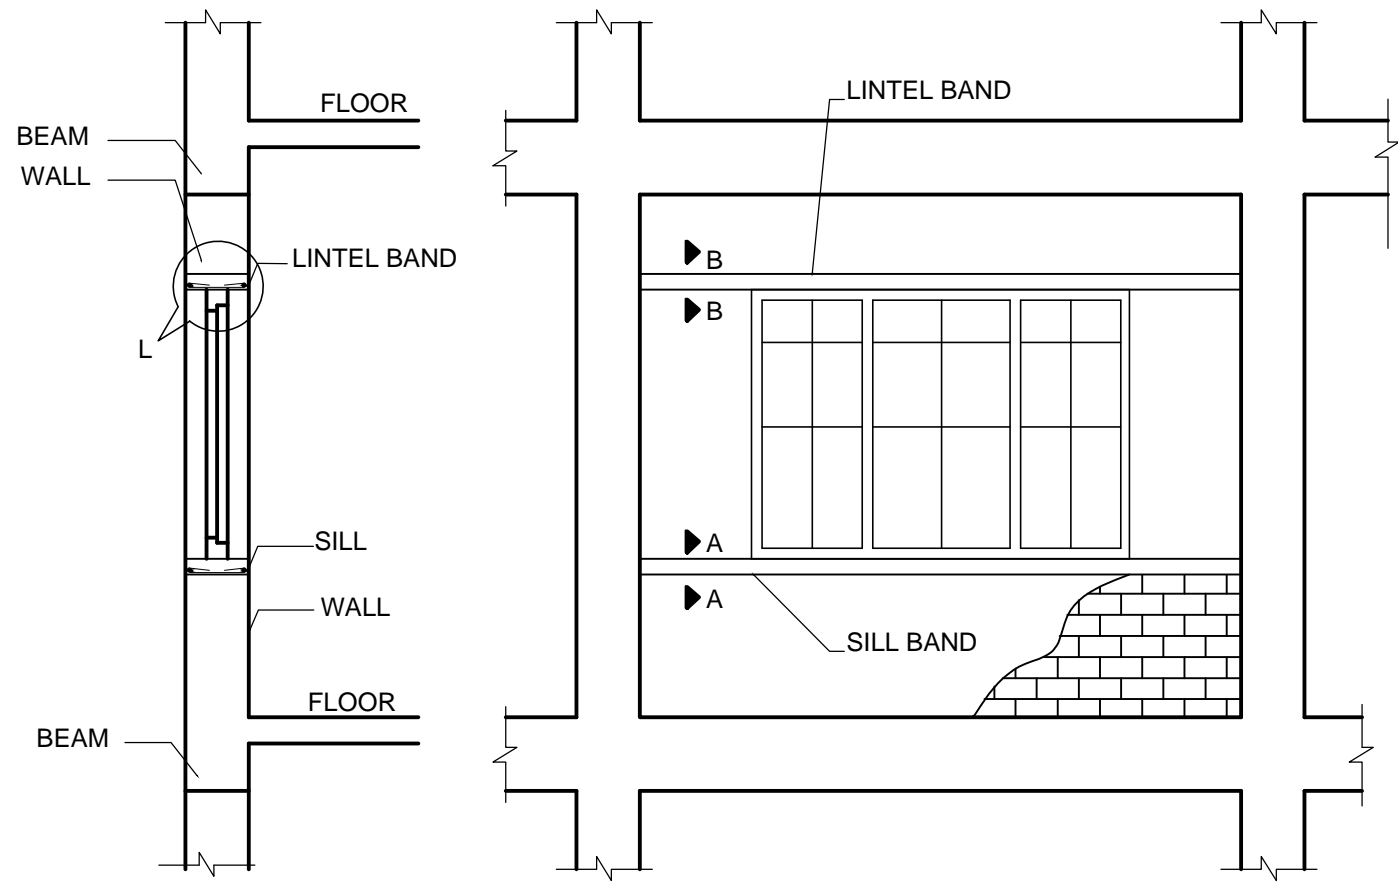 FLOOR
BEAM
WALL
LINTEL BAND
L
SILL
WALL
FLOOR
BEAM
LINTEL BAND
B
B
A
A
SILL BAND